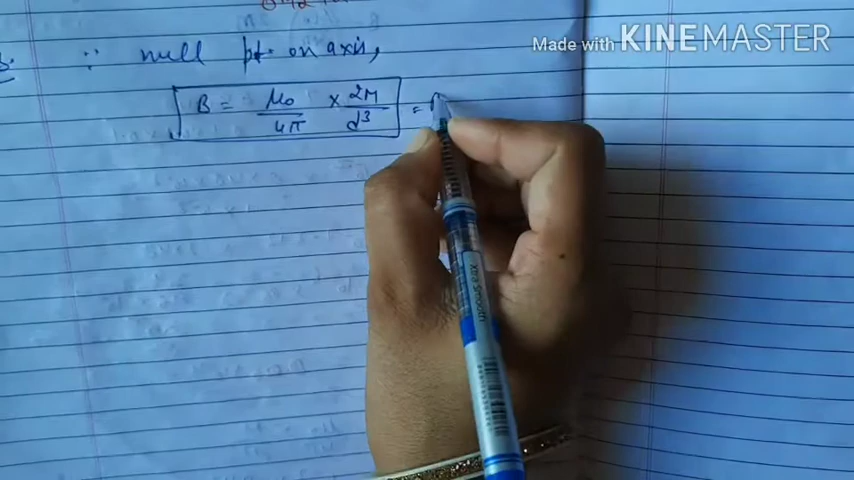 ∵ null pt. on axis,
Made with KINEMASTER
B = μ₀/4π × 2M/d³ =